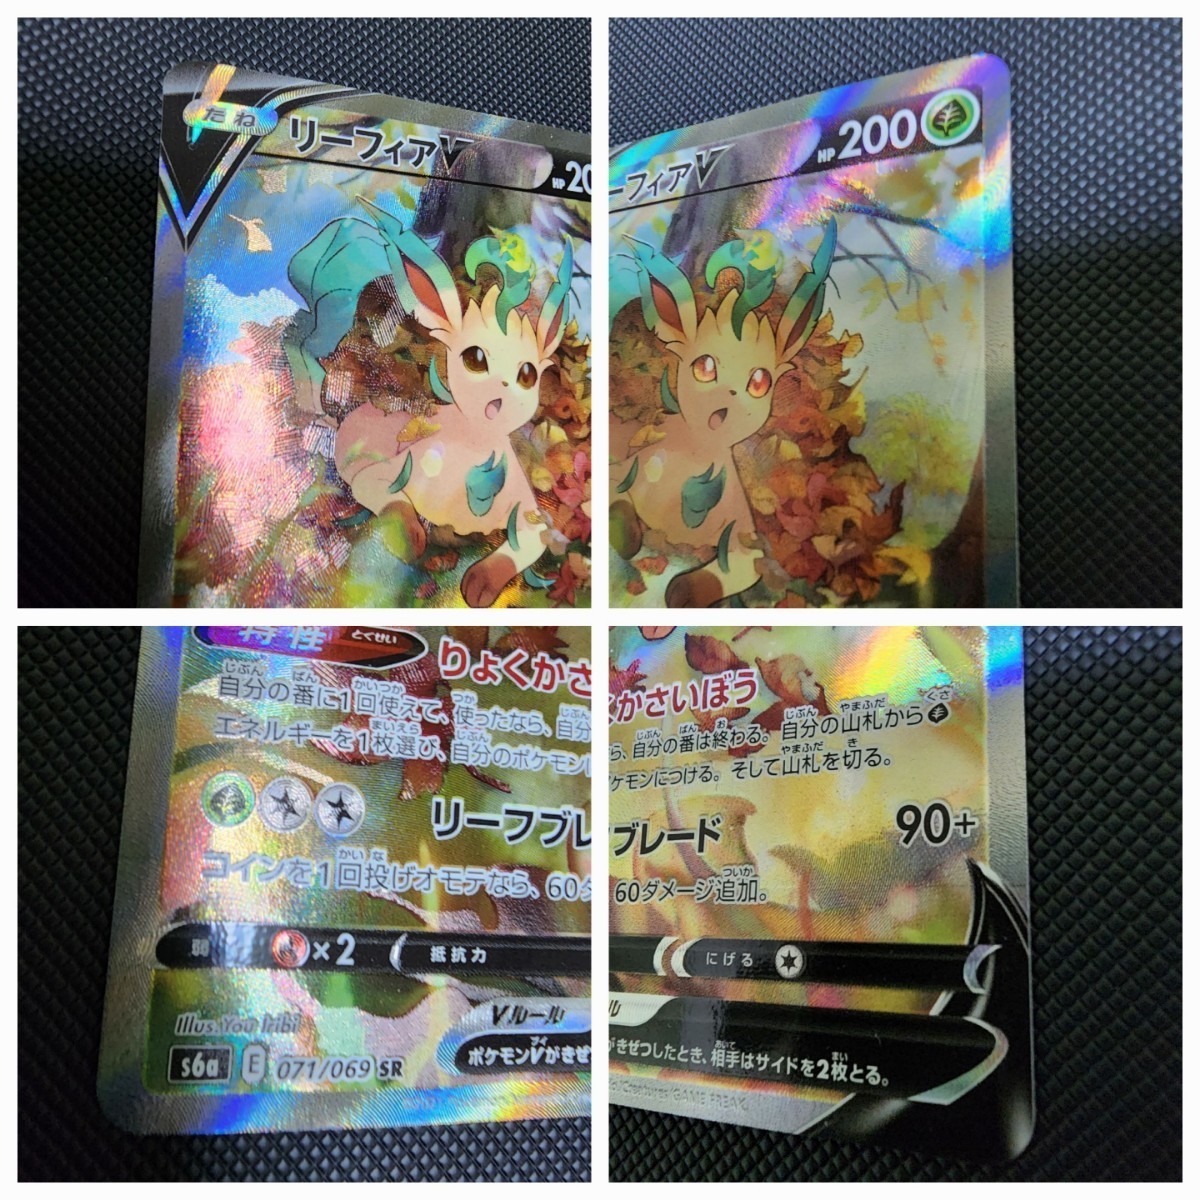 たね
リーフィアV
HP 20
ーフィアV
HP 200
特性 とくせい
りょくかさ
自分の番に1回使えて、使ったなら、自分
エネルギーを1枚選び、自分のポケモンに
リーフブレ
コインを1回投げオモテなら、60ダ
×2
抵抗力
Illus. You Iribi
Vルール
s6a E 071/069 SR
ポケモンVがきぜ
くかさいぼう
ら、自分の番は終わる。自分の山札から
ポケモンにつける。そして山札を切る。
ブレード 90+
60ダメージ追加。
にげる
ル
がきぜつしたとき、相手はサイドを2枚とる。
Creatures/GAME FREAK.